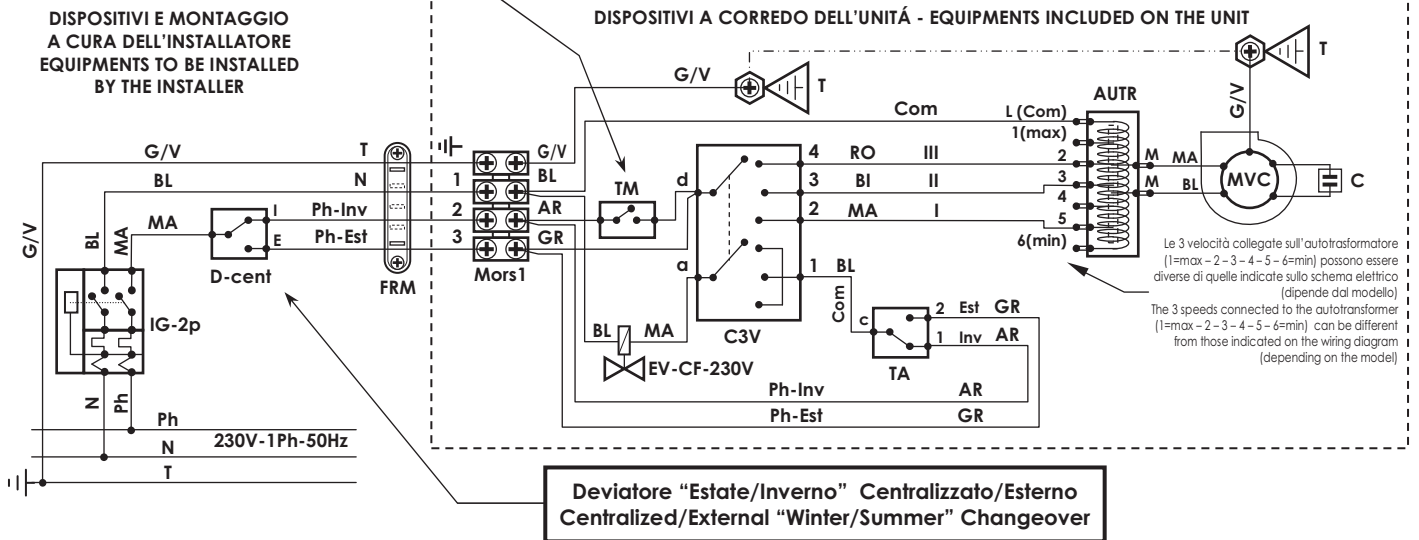 DISPOSITIVI E MONTAGGIO
A CURA DELL'INSTALLATORE
EQUIPMENTS TO BE INSTALLED
BY THE INSTALLER
DISPOSITIVI A CORREDO DELL'UNITÁ - EQUIPMENTS INCLUDED ON THE UNIT
G/V
T
T
G/V
Com
L (Com)
AUTR
1(max)
2
3
4
5
6(min)
M
MA
M
BL
MVC
C
G/V
T
BL
N
MA
I
Ph-Inv
E
Ph-Est
D-cent
FRM
G/V
1
BL
2
AR
3
GR
Mors1
TM
d
a
4
RO
III
3
BI
II
2
MA
I
1
BL
C3V
Com
c
2
Est
GR
1
Inv
AR
TA
BL
MA
EV-CF-230V
Ph-Inv
AR
Ph-Est
GR
G/V
BL
MA
IG-2p
N
Ph
Ph
230V-1Ph-50Hz
N
T
Le 3 velocità collegate sull'autotrasformatore
(1=max – 2 – 3 – 4 – 5 – 6=min) possono essere
diverse di quelle indicate sullo schema elettrico
(dipende dal modello)
The 3 speeds connected to the autotransformer
(1=max – 2 – 3 – 4 – 5 – 6=min) can be different
from those indicated on the wiring diagram
(depending on the model)
Deviatore “Estate/Inverno” Centralizzato/Esterno
Centralized/External “Winter/Summer” Changeover